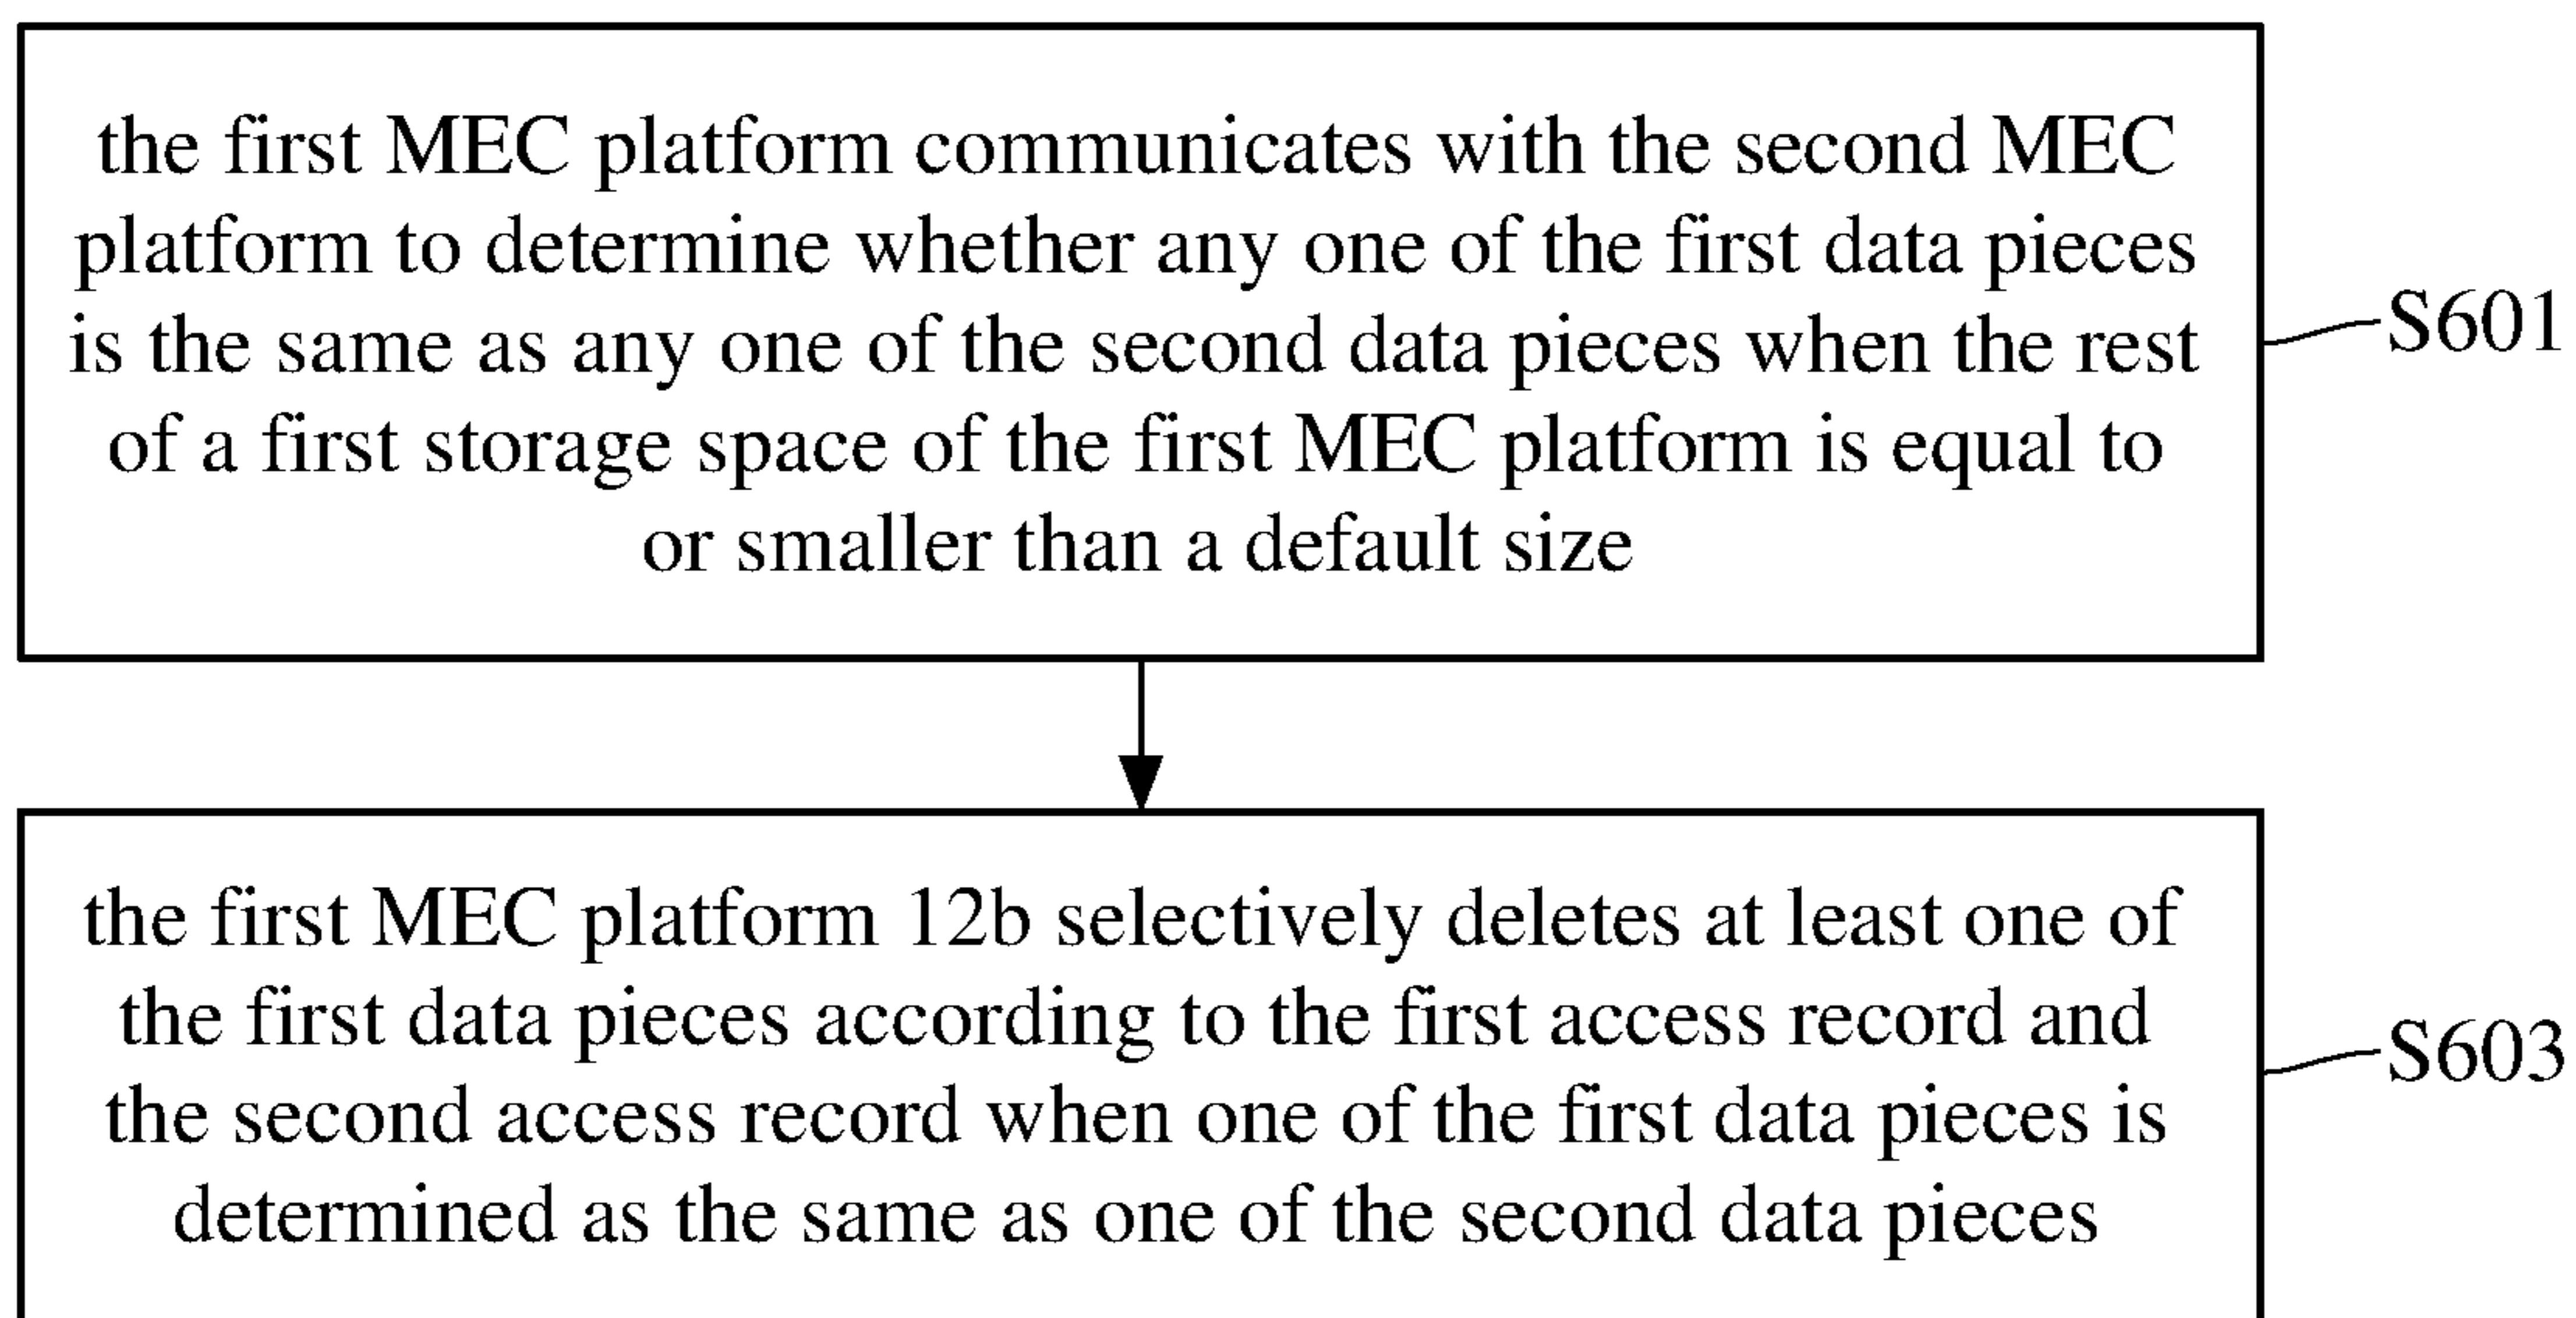 the first MEC platform communicates with the second MEC
platform to determine whether any one of the first data pieces
is the same as any one of the second data pieces when the rest
of a first storage space of the first MEC platform is equal to
or smaller than a default size
S601
the first MEC platform 12b selectively deletes at least one of
the first data pieces according to the first access record and
the second access record when one of the first data pieces is
determined as the same as one of the second data pieces
S603